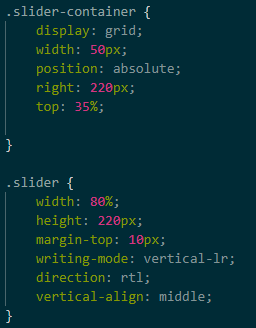 .slider-container {
display: grid;
width: 50px;
position: absolute;
right: 220px;
top: 35%;
}
.slider {
width: 80%;
height: 220px;
margin-top: 10px;
writing-mode: vertical-lr;
direction: rtl;
vertical-align: middle;
}